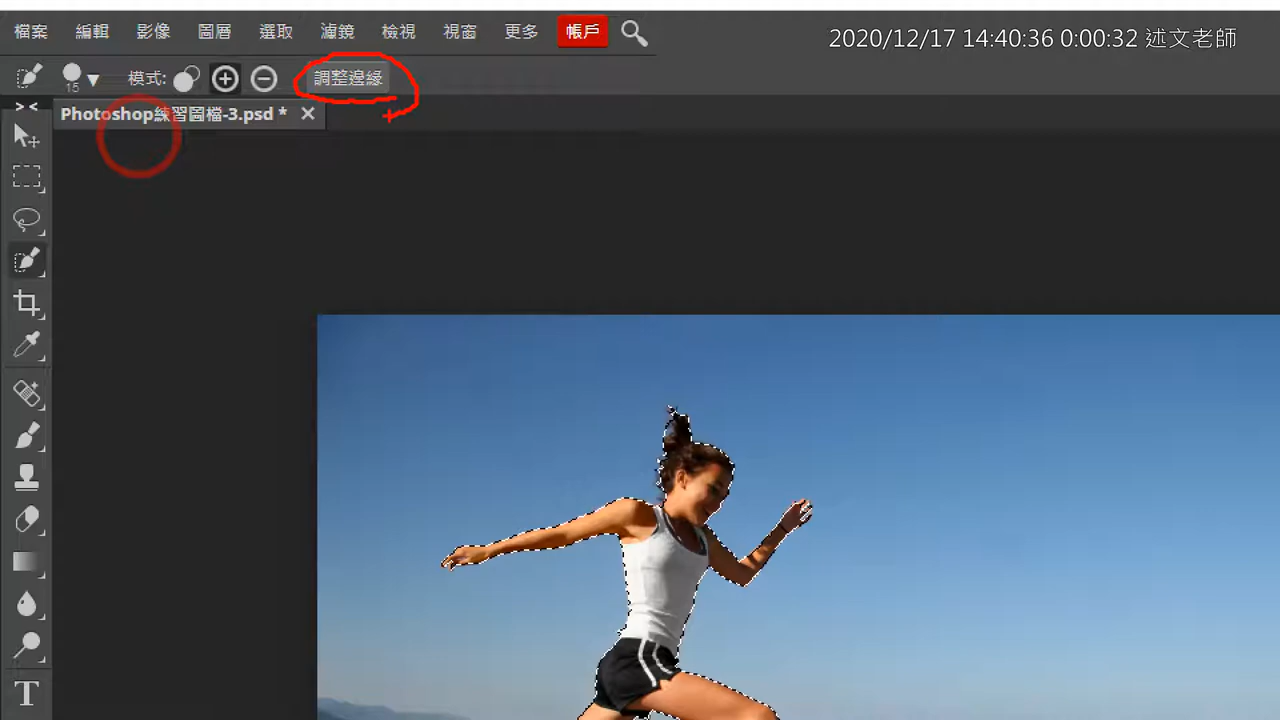 檔案 編輯 影像 圖層 選取 濾鏡 檢視 視窗 更多 帳戶
2020/12/17 14:40:36 0:00:32 述文老師
15 模式: 調整邊緣
Photoshop練習圖檔-3.psd *
T